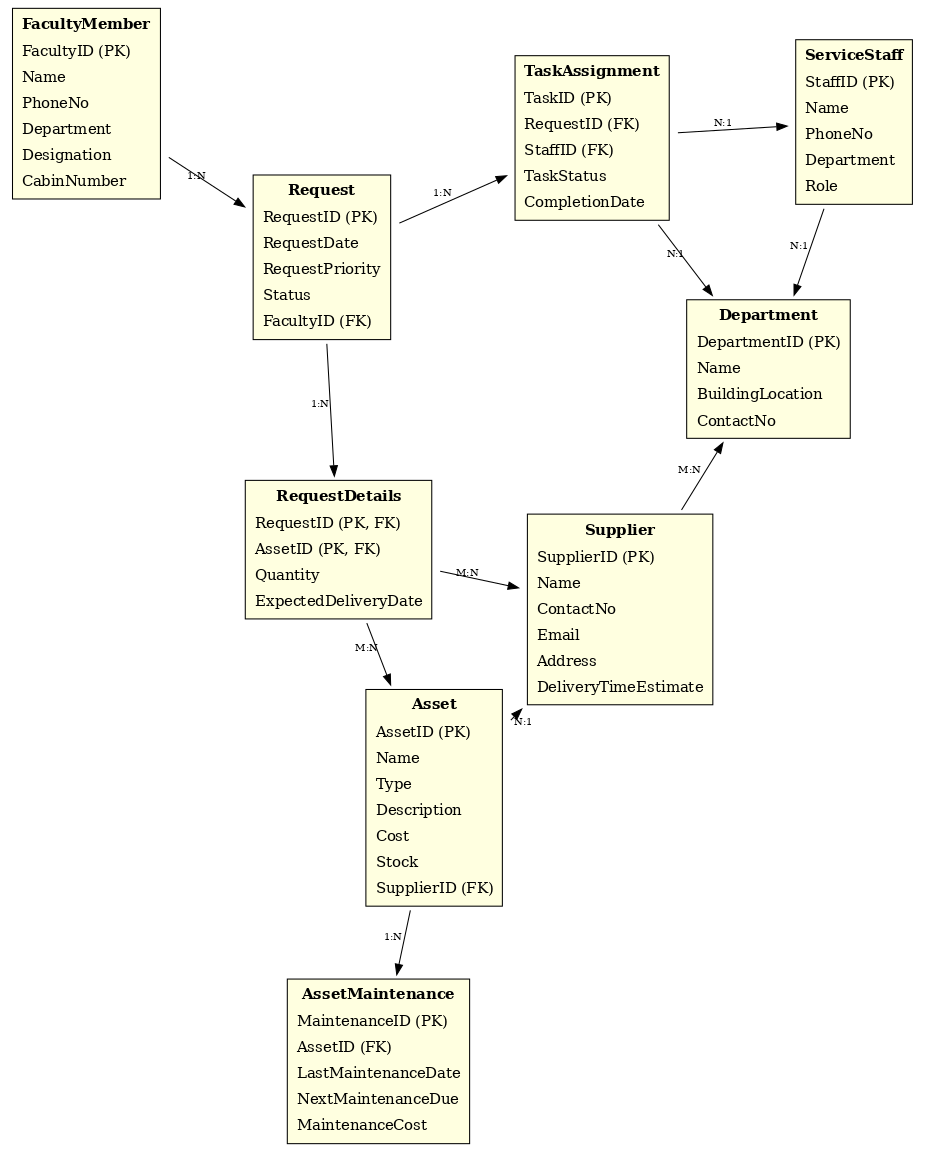 FacultyMember
FacultyID (PK)
Name
PhoneNo
Department
Designation
CabinNumber
1:N
Request
RequestID (PK)
RequestDate
RequestPriority
Status
FacultyID (FK)
1:N
TaskAssignment
TaskID (PK)
RequestID (FK)
StaffID (FK)
TaskStatus
CompletionDate
N:1
ServiceStaff
StaffID (PK)
Name
PhoneNo
Department
Role
N:1
N:1
Department
DepartmentID (PK)
Name
BuildingLocation
ContactNo
1:N
RequestDetails
RequestID (PK, FK)
AssetID (PK, FK)
Quantity
ExpectedDeliveryDate
M:N
M:N
Supplier
SupplierID (PK)
Name
ContactNo
Email
Address
DeliveryTimeEstimate
M:N
Asset
AssetID (PK)
Name
Type
Description
Cost
Stock
SupplierID (FK)
N:1
1:N
AssetMaintenance
MaintenanceID (PK)
AssetID (FK)
LastMaintenanceDate
NextMaintenanceDue
MaintenanceCost